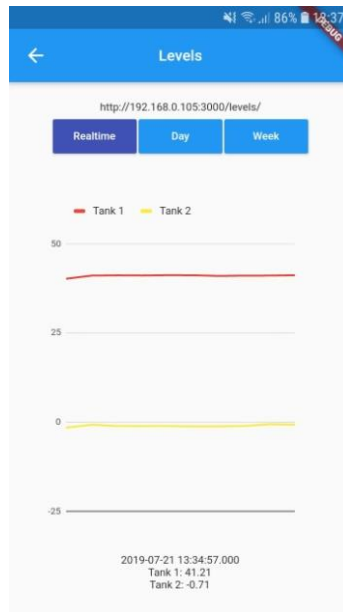 86% 18:37
DEBUG
Levels
http://192.168.0.105:3000/levels/
Realtime Day Week
Tank 1 Tank 2
50
25
0
-25
2019-07-21 13:34:57.000
Tank 1: 41.21
Tank 2: -0.71